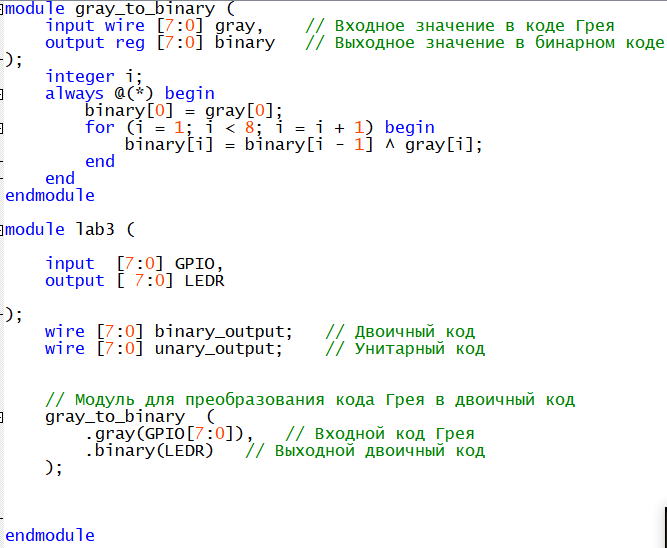 module gray_to_binary (
    input wire [7:0] gray,    // Входное значение в коде Грея
    output reg [7:0] binary   // Выходное значение в бинарном коде
);
    integer i;
    always @(*) begin
        binary[0] = gray[0];
        for (i = 1; i < 8; i = i + 1) begin
            binary[i] = binary[i - 1] ^ gray[i];
        end
    end
endmodule
module lab3 (
    input  [7:0] GPIO,
    output [ 7:0] LEDR
);
    wire [7:0] binary_output;   // Двоичный код
    wire [7:0] unary_output;    // Унитарный код
    // Модуль для преобразования кода Грея в двоичный код
    gray_to_binary  (
        .gray(GPIO[7:0]),   // Входной код Грея
        .binary(LEDR)   // Выходной двоичный код
    );
endmodule